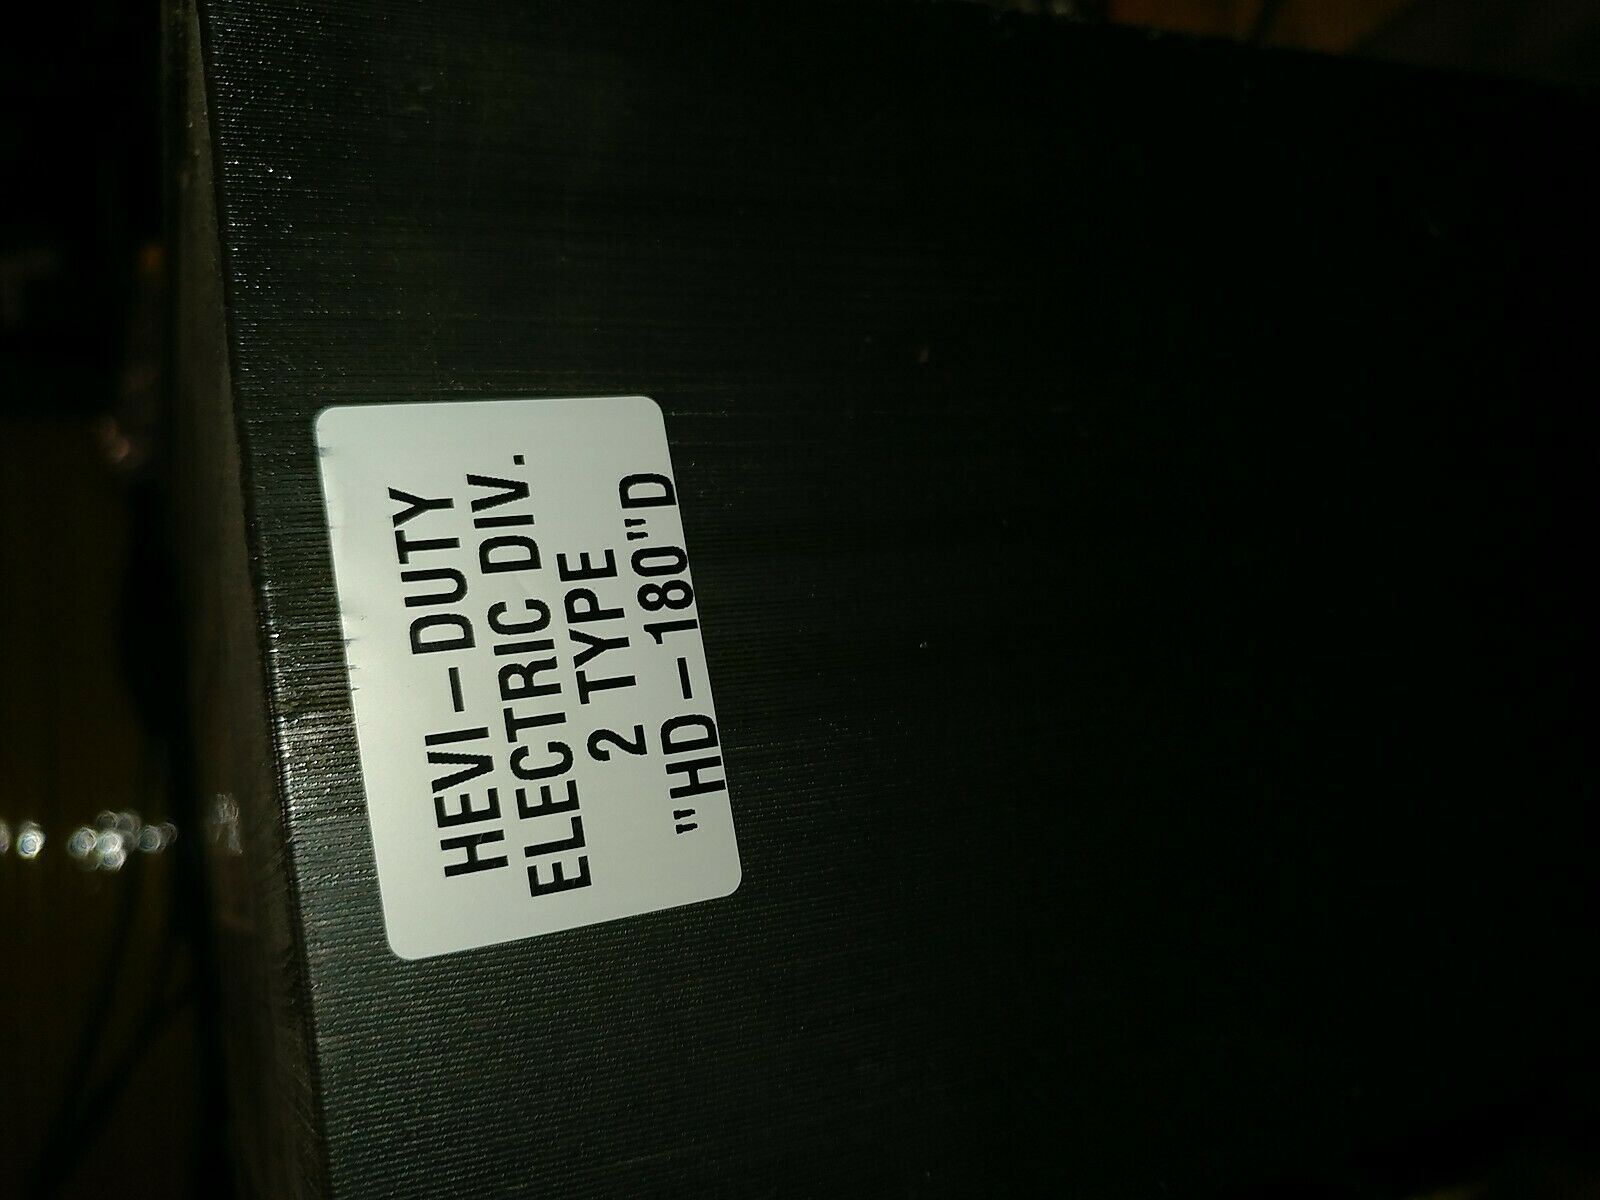 HEVI-DUTY
ELECTRIC DIV.
2 TYPE
"HD-180"D